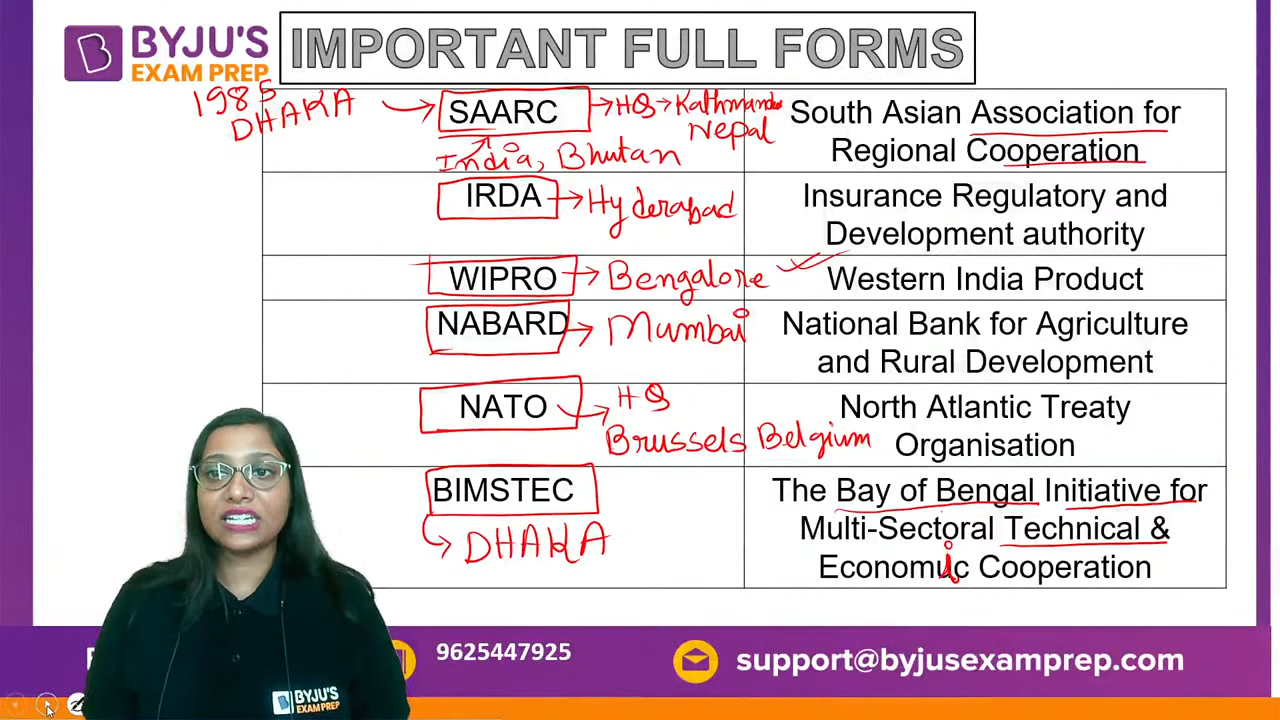 BYJU'S
EXAM PREP
IMPORTANT FULL FORMS
1985
DHAKA
SAARC
HQ → Kathmandu
Nepal
India, Bhutan
South Asian Association for
Regional Cooperation
IRDA
Hyderabad
Insurance Regulatory and
Development authority
WIPRO
Bengalore
Western India Product
NABARD
Mumbai
National Bank for Agriculture
and Rural Development
NATO
HQ
Brussels Belgium
North Atlantic Treaty
Organisation
BIMSTEC
DHAKA
The Bay of Bengal Initiative for
Multi-Sectoral Technical &
Economic Cooperation
9625447925
support@byjusexamprep.com
BYJU'S
EXAM PREP